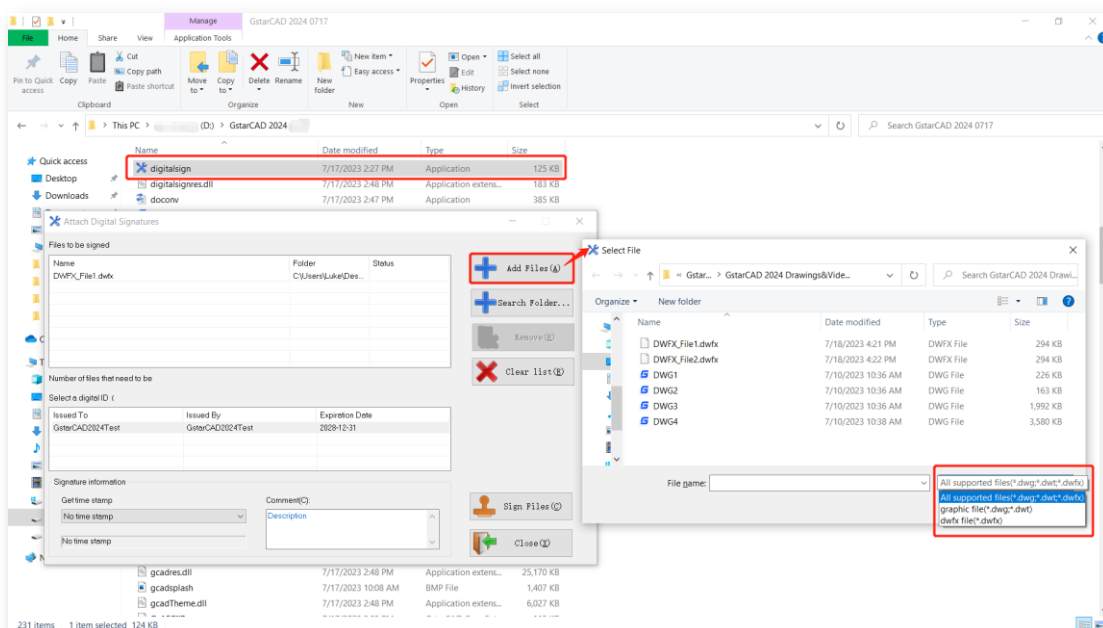 Manage
GstarCAD 2024 0717
File
Home
Share
View
Application Tools
Pin to Quick access
Copy
Paste
Cut
Copy path
Paste shortcut
Clipboard
Move to
Copy to
Delete
Rename
Organize
New folder
New item
Easy access
New
Properties
Open
Edit
History
Open
Select all
Select none
Invert selection
Select
This PC > (D:) > GstarCAD 2024
Search GstarCAD 2024 0717
Name Date modified Type Size
Quick access
Desktop
Downloads
digitalsign 7/17/2023 2:27 PM Application 125 KB
digitalsignres.dll 7/17/2023 2:48 PM Application extens... 183 KB
doconv 7/17/2023 2:47 PM Application 385 KB
Attach Digital Signatures
Files to be signed
Name Folder Status
DWFX_File1.dwfx C:\Users\Luke\Des...
Add Files(A)
Search Folder...
Remove(R)
Clear list(E)
Number of files that need to be
Select a digital ID (
Issued To Issued By Expiration Date
GstarCAD2024Test GstarCAD2024Test 2028-12-31
Signature information
Get time stamp
Comment(C):
No time stamp
Description
No time stamp
Sign Files(C)
Close
Select File
« Gstar... > GstarCAD 2024 Drawings&Vide...
Search GstarCAD 2024 Drawi...
Organize
New folder
Name Date modified Type Size
DWFX_File1.dwfx 7/18/2023 4:21 PM DWFX File 294 KB
DWFX_File2.dwfx 7/18/2023 4:22 PM DWFX File 294 KB
DWG1 7/10/2023 10:36 AM DWG File 226 KB
DWG2 7/10/2023 10:36 AM DWG File 163 KB
DWG3 7/10/2023 10:36 AM DWG File 1,992 KB
DWG4 7/10/2023 10:38 AM DWG File 3,580 KB
File name:
All supported files(*.dwg;*.dwt;*.dwfx)
All supported files(*.dwg;*.dwt;*.dwfx)
graphic file(*.dwg;*.dwt)
dwfx file(*.dwfx)
gcadres.dll 7/17/2023 2:48 PM Application extens... 25,170 KB
gcadsplash 7/17/2023 10:08 AM BMP File 1,407 KB
gcadTheme.dll 7/17/2023 2:48 PM Application extens... 6,027 KB
231 items 1 item selected 124 KB